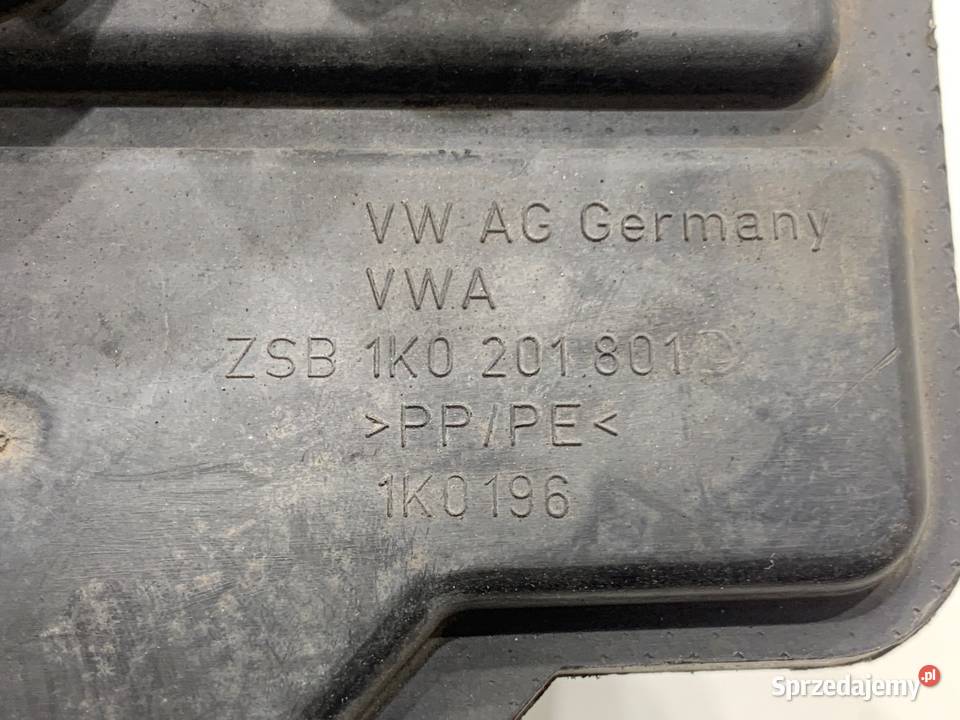 VW AG Germany
VWA
ZSB 1K0 201 801 D
>PP/PE<
1K0196
Sprzedajemy.pl